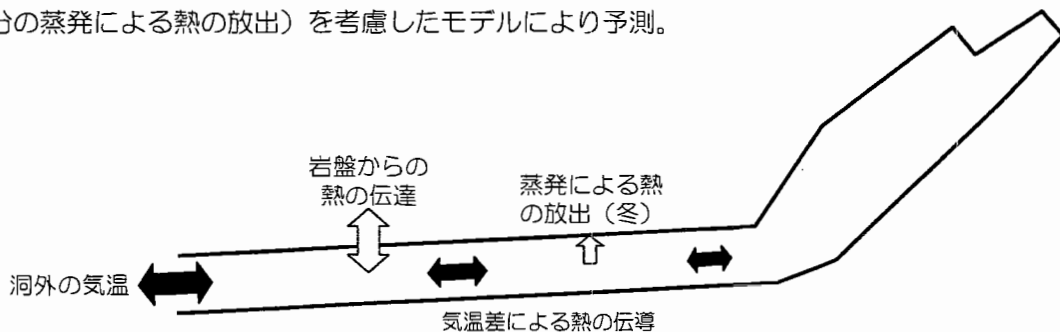 分の蒸発による熱の放出）を考慮したモデルにより予測。
岩盤からの
熱の伝達
蒸発による熱
の放出（冬）
洞外の気温
気温差による熱の伝導